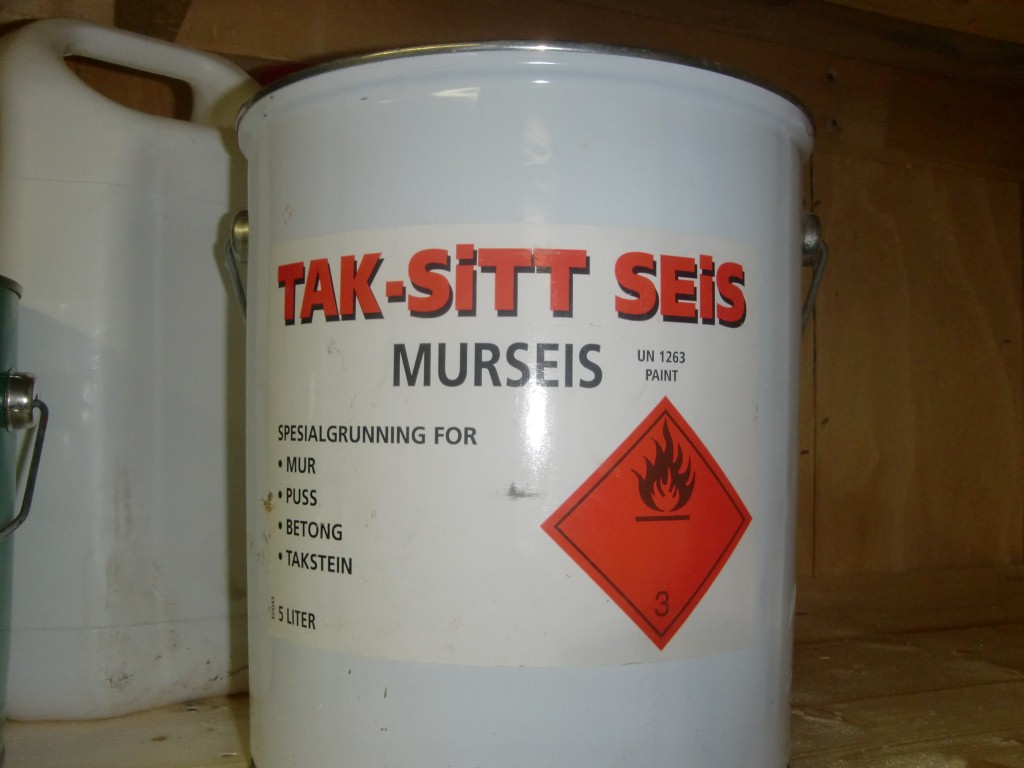 TAK-SiTT SEiS
MURSEIS
UN 1263
PAINT
SPESIALGRUNNING FOR
• MUR
• PUSS
• BETONG
• TAKSTEIN
5 LITER
3